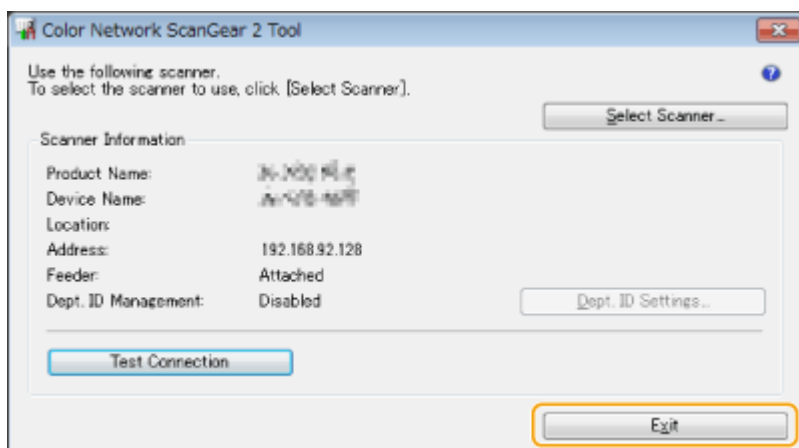 Color Network ScanGear 2 Tool
Use the following scanner.
To select the scanner to use, click [Select Scanner].
Select Scanner...
Scanner Information
Product Name:
Device Name:
Location:
Address: 192.168.92.128
Feeder: Attached
Dept. ID Management: Disabled
Dept. ID Settings...
Test Connection
Exit